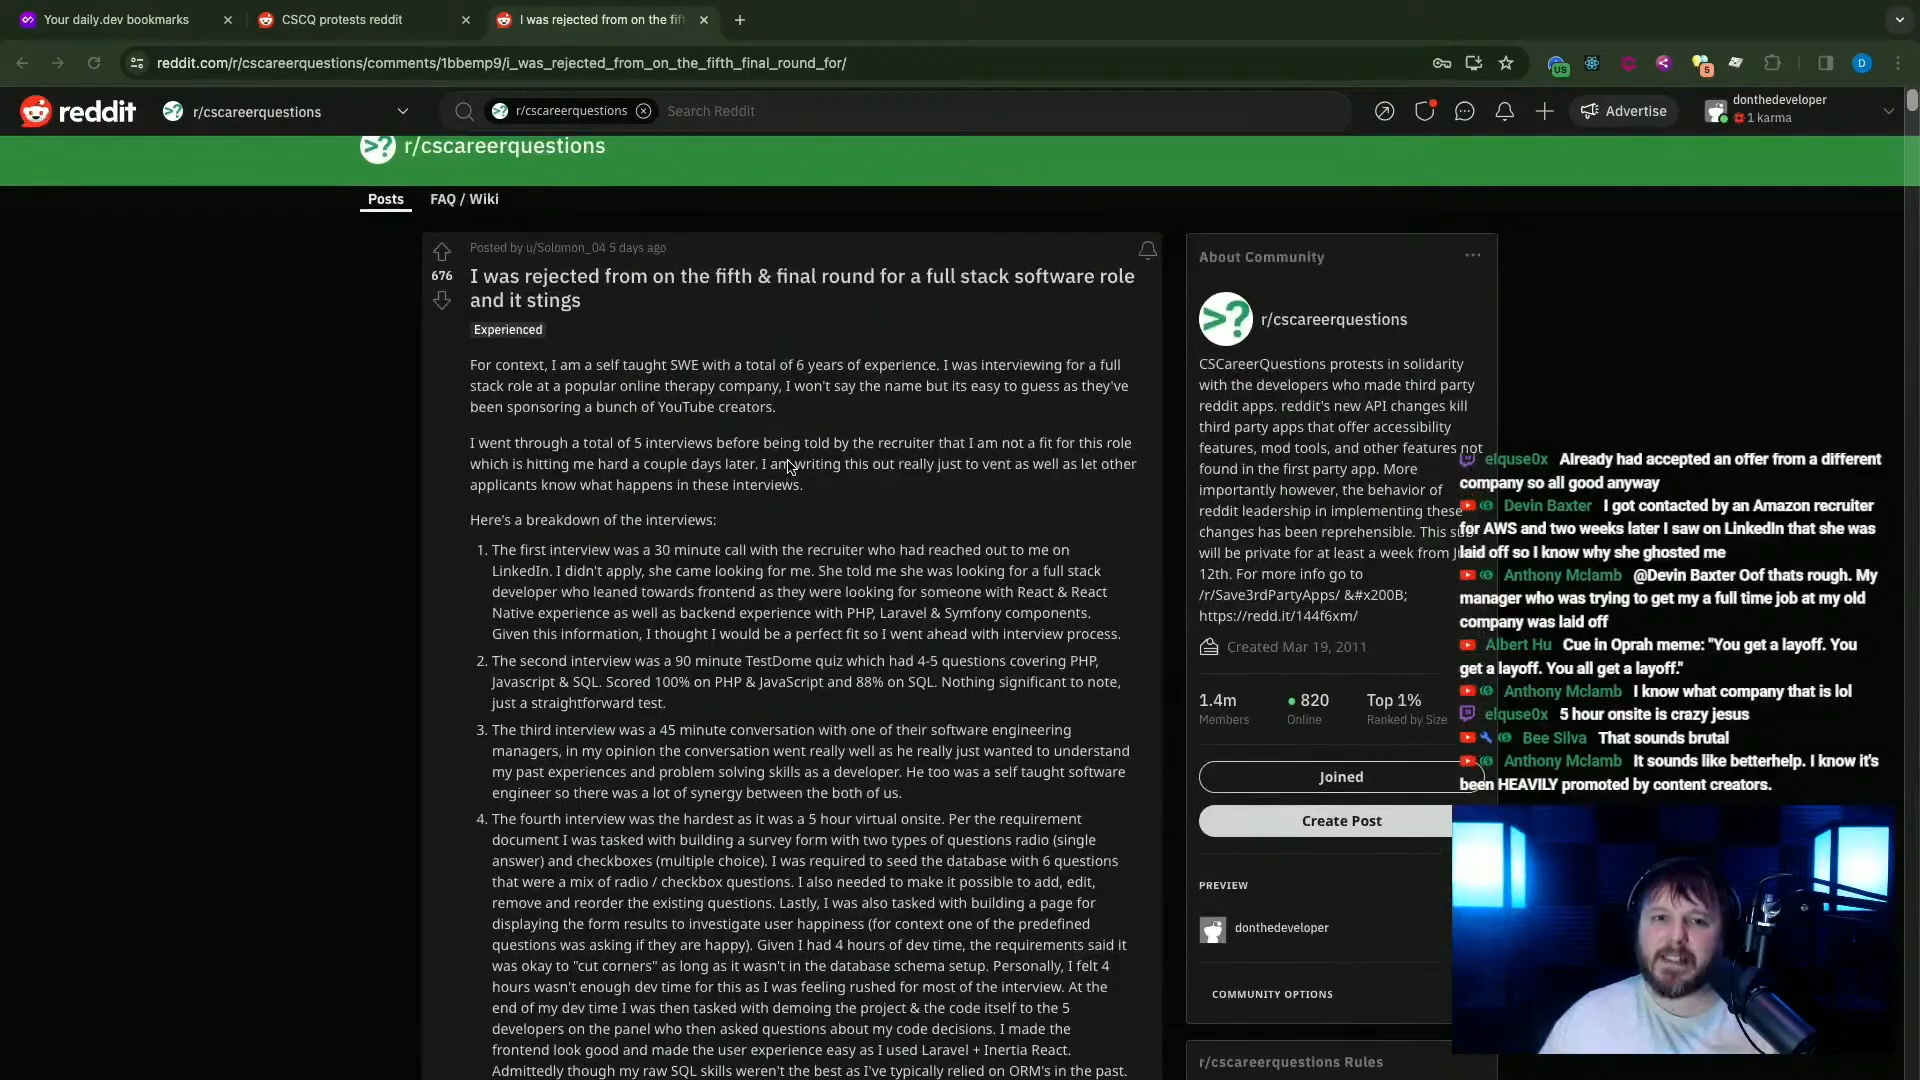 Your daily.dev bookmarks
CSCQ protests reddit
I was rejected from on the fift
reddit.com/r/cscareerquestions/comments/1bbemp9/i_was_rejected_from_on_the_fifth_final_round_for/
US
5
D
reddit
r/cscareerquestions
r/cscareerquestions
Search Reddit
Advertise
donthedeveloper
1 karma
r/cscareerquestions
Posts
FAQ / Wiki
Posted by u/Solomon_04 5 days ago
676
I was rejected from on the fifth & final round for a full stack software role
and it stings
Experienced
For context, I am a self taught SWE with a total of 6 years of experience. I was interviewing for a full
stack role at a popular online therapy company, I won't say the name but its easy to guess as they've
been sponsoring a bunch of YouTube creators.
I went through a total of 5 interviews before being told by the recruiter that I am not a fit for this role
which is hitting me hard a couple days later. I am writing this out really just to vent as well as let other
applicants know what happens in these interviews.
Here's a breakdown of the interviews:
1. The first interview was a 30 minute call with the recruiter who had reached out to me on
LinkedIn. I didn't apply, she came looking for me. She told me she was looking for a full stack
developer who leaned towards frontend as they were looking for someone with React & React
Native experience as well as backend experience with PHP, Laravel & Symfony components.
Given this information, I thought I would be a perfect fit so I went ahead with interview process.
2. The second interview was a 90 minute TestDome quiz which had 4-5 questions covering PHP,
Javascript & SQL. Scored 100% on PHP & JavaScript and 88% on SQL. Nothing significant to note,
just a straightforward test.
3. The third interview was a 45 minute conversation with one of their software engineering
managers, in my opinion the conversation went really well as he really just wanted to understand
my past experiences and problem solving skills as a developer. He too was a self taught software
engineer so there was a lot of synergy between the both of us.
4. The fourth interview was the hardest as it was a 5 hour virtual onsite. Per the requirement
document I was tasked with building a survey form with two types of questions radio (single
answer) and checkboxes (multiple choice). I was required to seed the database with 6 questions
that were a mix of radio / checkbox questions. I also needed to make it possible to add, edit,
remove and reorder the existing questions. Lastly, I was also tasked with building a page for
displaying the form results to investigate user happiness (for context one of the predefined
questions was asking if they are happy). Given I had 4 hours of dev time, the requirements said it
was okay to "cut corners" as long as it wasn't in the database schema setup. Personally, I felt 4
hours wasn't enough dev time for this as I was feeling rushed for most of the interview. At the
end of my dev time I was then tasked with demoing the project & the code itself to the 5
developers on the panel who then asked questions about my code decisions. I made the
frontend look good and made the user experience easy as I used Laravel + Inertia React.
Admittedly though my raw SQL skills weren't the best as I've typically relied on ORM's in the past.
About Community
r/cscareerquestions
CSCareerQuestions protests in solidarity
with the developers who made third party
reddit apps. reddit's new API changes kill
third party apps that offer accessibility
features, mod tools, and other features not
found in the first party app. More
importantly however, the behavior of
reddit leadership in implementing these
changes has been reprehensible. This sub
will be private for at least a week from
12th. For more info go to
/r/Save3rdPartyApps/ &#x200B;
https://redd.it/144f6xm/
Created Mar 19, 2011
1.4m
Members
820
Online
Top 1%
Ranked by Size
Joined
Create Post
PREVIEW
donthedeveloper
COMMUNITY OPTIONS
r/cscareerquestions Rules
elquse0x Already had accepted an offer from a different
company so all good anyway
Devin Baxter I got contacted by an Amazon recruiter
for AWS and two weeks later I saw on LinkedIn that she was
laid off so I know why she ghosted me
Anthony Mclamb @Devin Baxter Oof thats rough. My
manager who was trying to get my a full time job at my old
company was laid off
Albert Hu Cue in Oprah meme: "You get a layoff. You
get a layoff. You all get a layoff."
Anthony Mclamb I know what company that is lol
elquse0x 5 hour onsite is crazy jesus
Bee Silva That sounds brutal
Anthony Mclamb It sounds like betterhelp. I know it's
been HEAVILY promoted by content creators.